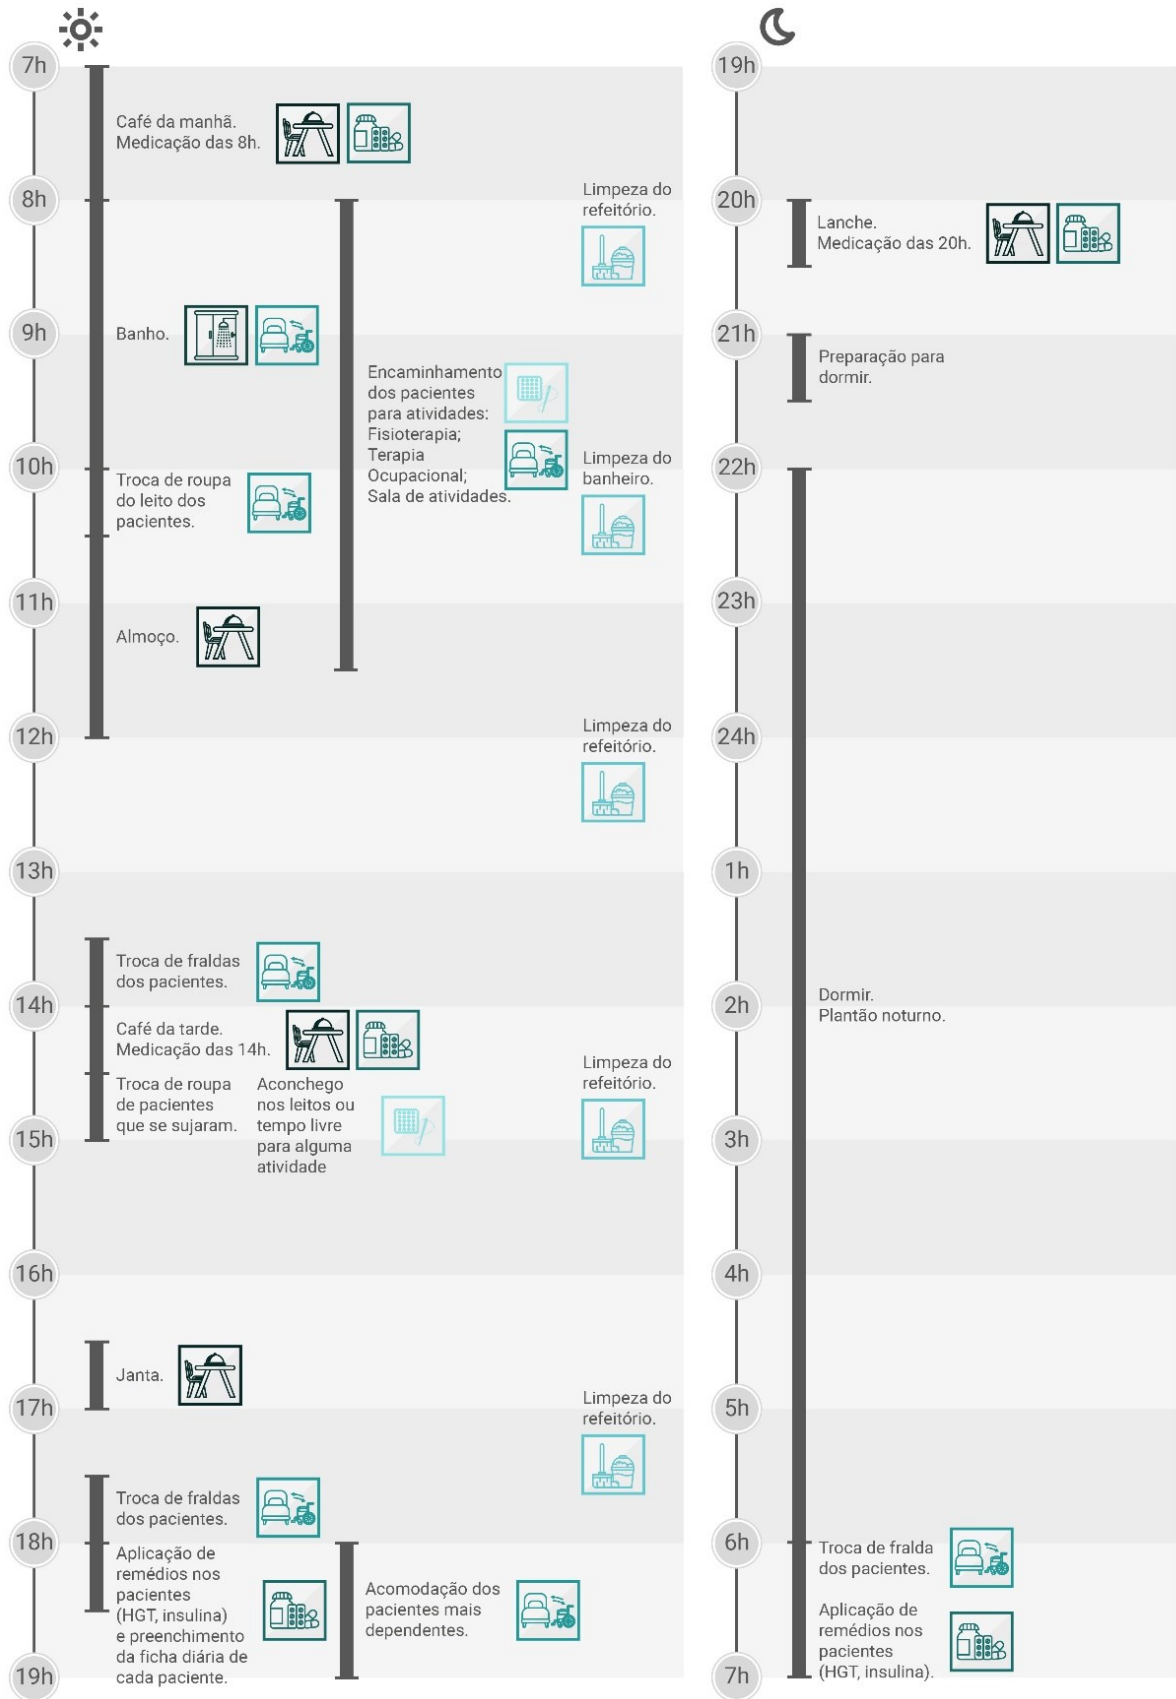 7h
Café da manhã.
Medicação das 8h.
8h
Limpeza do
refeitório.
9h
Banho.
Encaminhamento
dos pacientes
para atividades:
Fisioterapia;
Terapia
Ocupacional;
Sala de atividades.
10h
Limpeza do
banheiro.
Troca de roupa
do leito dos
pacientes.
11h
Almoço.
12h
Limpeza do
refeitório.
13h
Troca de fraldas
dos pacientes.
14h
Café da tarde.
Medicação das 14h.
Limpeza do
refeitório.
Troca de roupa
de pacientes
que se sujaram.
Aconchego
nos leitos ou
tempo livre
para alguma
atividade
15h
16h
Janta.
17h
Limpeza do
refeitório.
Troca de fraldas
dos pacientes.
18h
Aplicação de
remédios nos
pacientes
(HGT, insulina)
e preenchimento
da ficha diária de
cada paciente.
Acomodação dos
pacientes mais
dependentes.
19h
19h
20h
Lanche.
Medicação das 20h.
21h
Preparação para
dormir.
22h
23h
24h
1h
2h
Dormir.
Plantão noturno.
3h
4h
5h
6h
Troca de fralda
dos pacientes.
Aplicação de
remédios nos
pacientes
(HGT, insulina).
7h